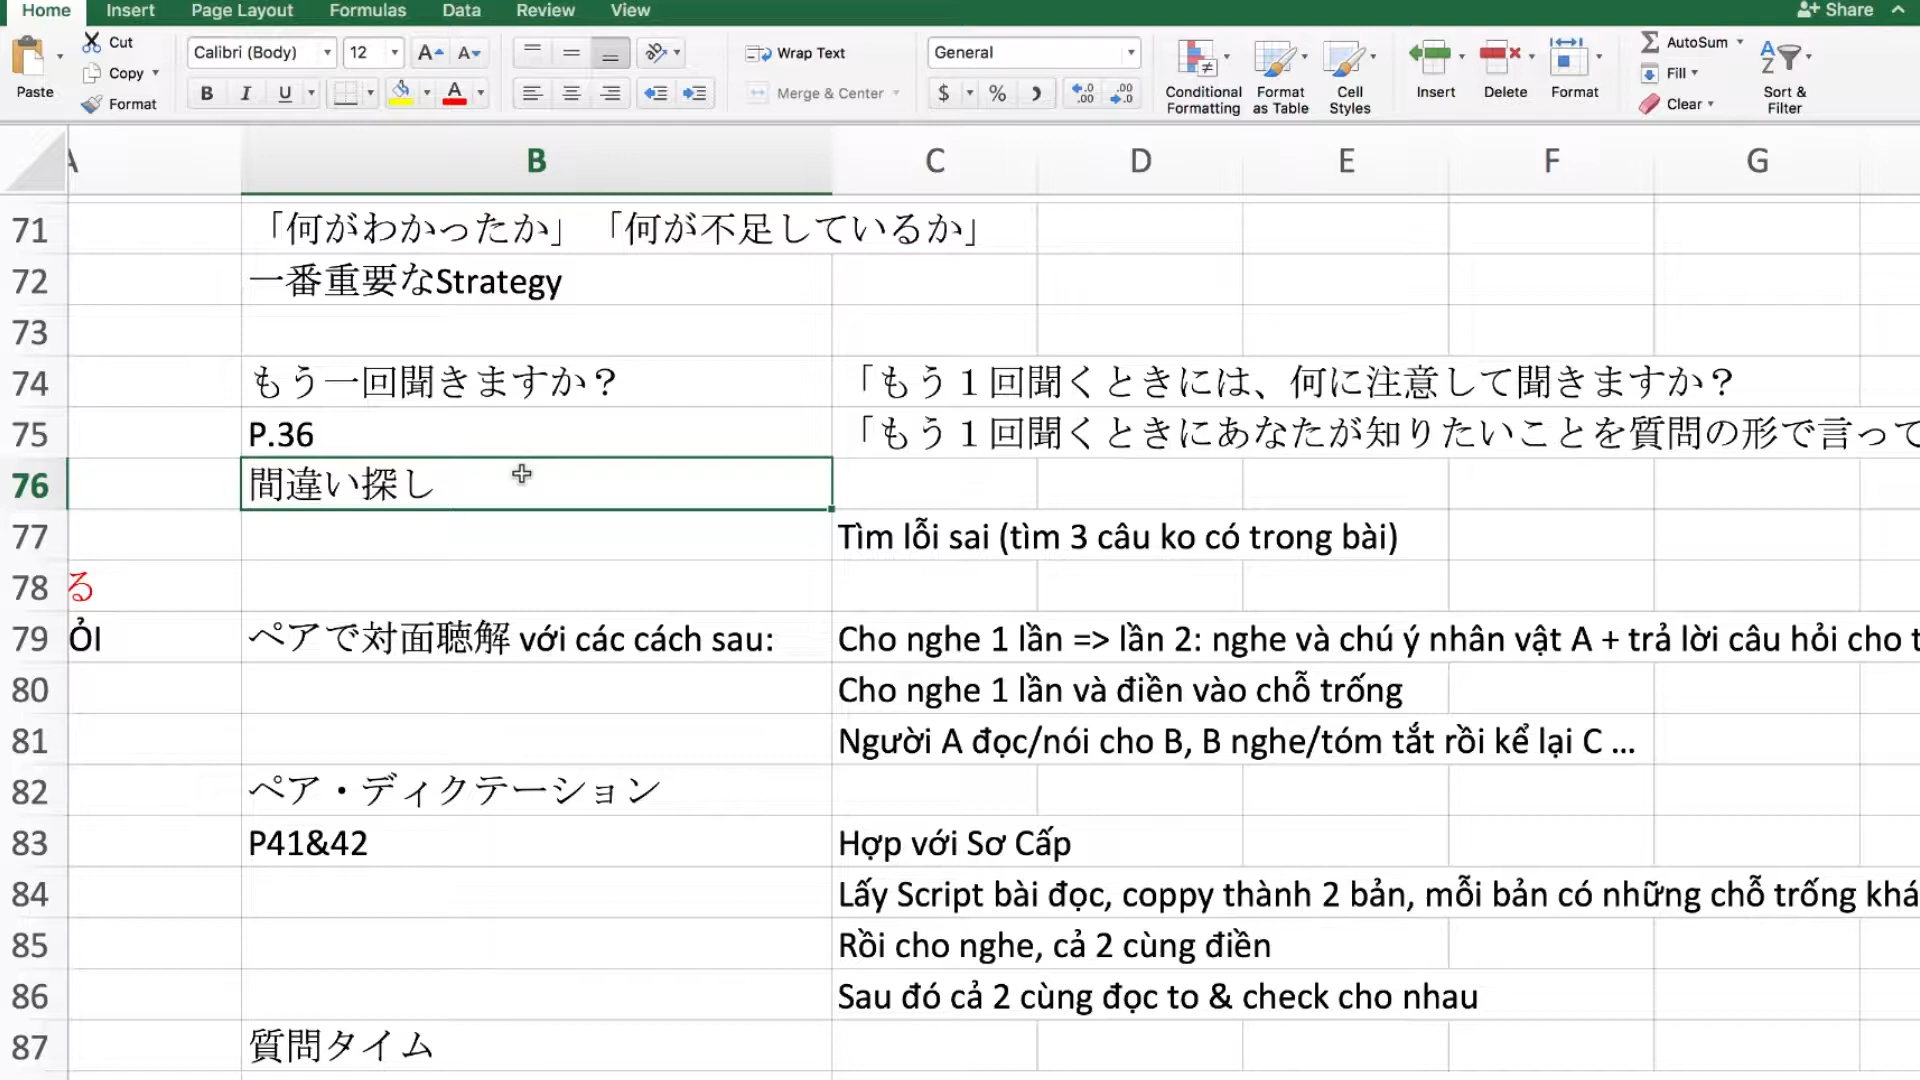 Home Insert Page Layout Formulas Data Review View Share
Paste Cut Copy Format
Calibri (Body) 12 A A
B I U A
Wrap Text
Merge & Center
General
$ % .0 .00 .00 .0
Conditional Formatting
Format as Table
Cell Styles
Insert Delete Format
AutoSum Fill Clear
A Z Sort & Filter
A B C D E F G
71 「何がわかったか」「何が不足しているか」
72 一番重要なStrategy
73
74 もう一回聞きますか？ 「もう１回聞くときには、何に注意して聞きますか？
75 P.36 「もう１回聞くときにあなたが知りたいことを質問の形で言って
76 間違い探し
77 Tìm lỗi sai (tìm 3 câu ko có trong bài)
78 る
79 ỎI ペアで対面聴解 với các cách sau: Cho nghe 1 lần => lần 2: nghe và chú ý nhân vật A + trả lời câu hỏi cho t
80 Cho nghe 1 lần và điền vào chỗ trống
81 Người A đọc/nói cho B, B nghe/tóm tắt rồi kể lại C ...
82 ペア・ディクテーション
83 P41&42 Hợp với Sơ Cấp
84 Lấy Script bài đọc, coppy thành 2 bản, mỗi bản có những chỗ trống khá
85 Rồi cho nghe, cả 2 cùng điền
86 Sau đó cả 2 cùng đọc to & check cho nhau
87 質問タイム